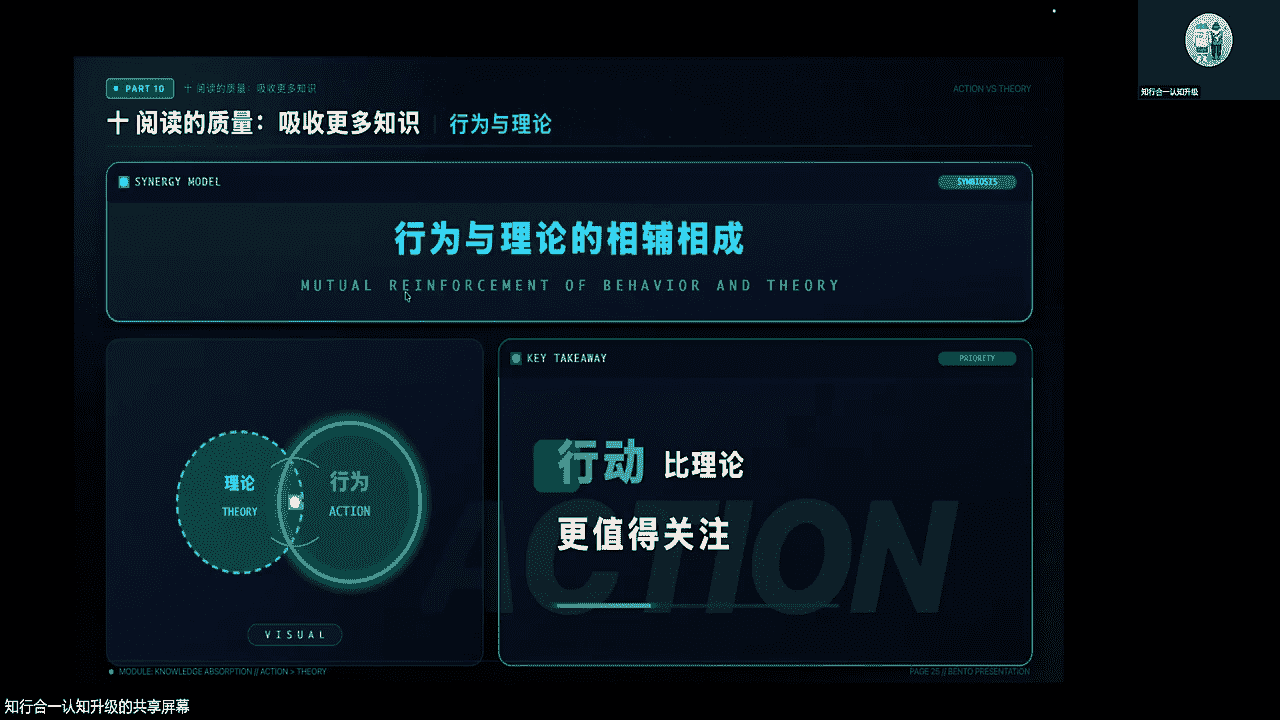 PART 10
十 阅读的质量：吸收更多知识
ACTION VS THEORY
十 阅读的质量：吸收更多知识 | 行为与理论
知行合一认知升级
SYNERGY MODEL
SYMBIOSIS
行为与理论的相辅相成
MUTUAL REINFORCEMENT OF BEHAVIOR AND THEORY
理论
THEORY
行为
ACTION
VISUAL
KEY TAKEAWAY
PRIORITY
行动 比理论
更值得关注
ACTION
MODULE: KNOWLEDGE ABSORPTION // ACTION > THEORY
PAGE 25 // BENTO PRESENTATION
知行合一认知升级的共享屏幕